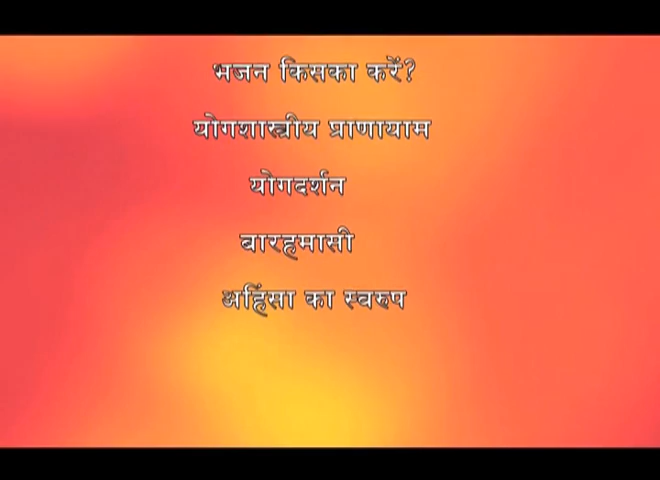 भजन किसका करें?
योगशास्त्रीय प्राणायाम
योगदर्शन
बारहमासी
अहिंसा का स्वरुप